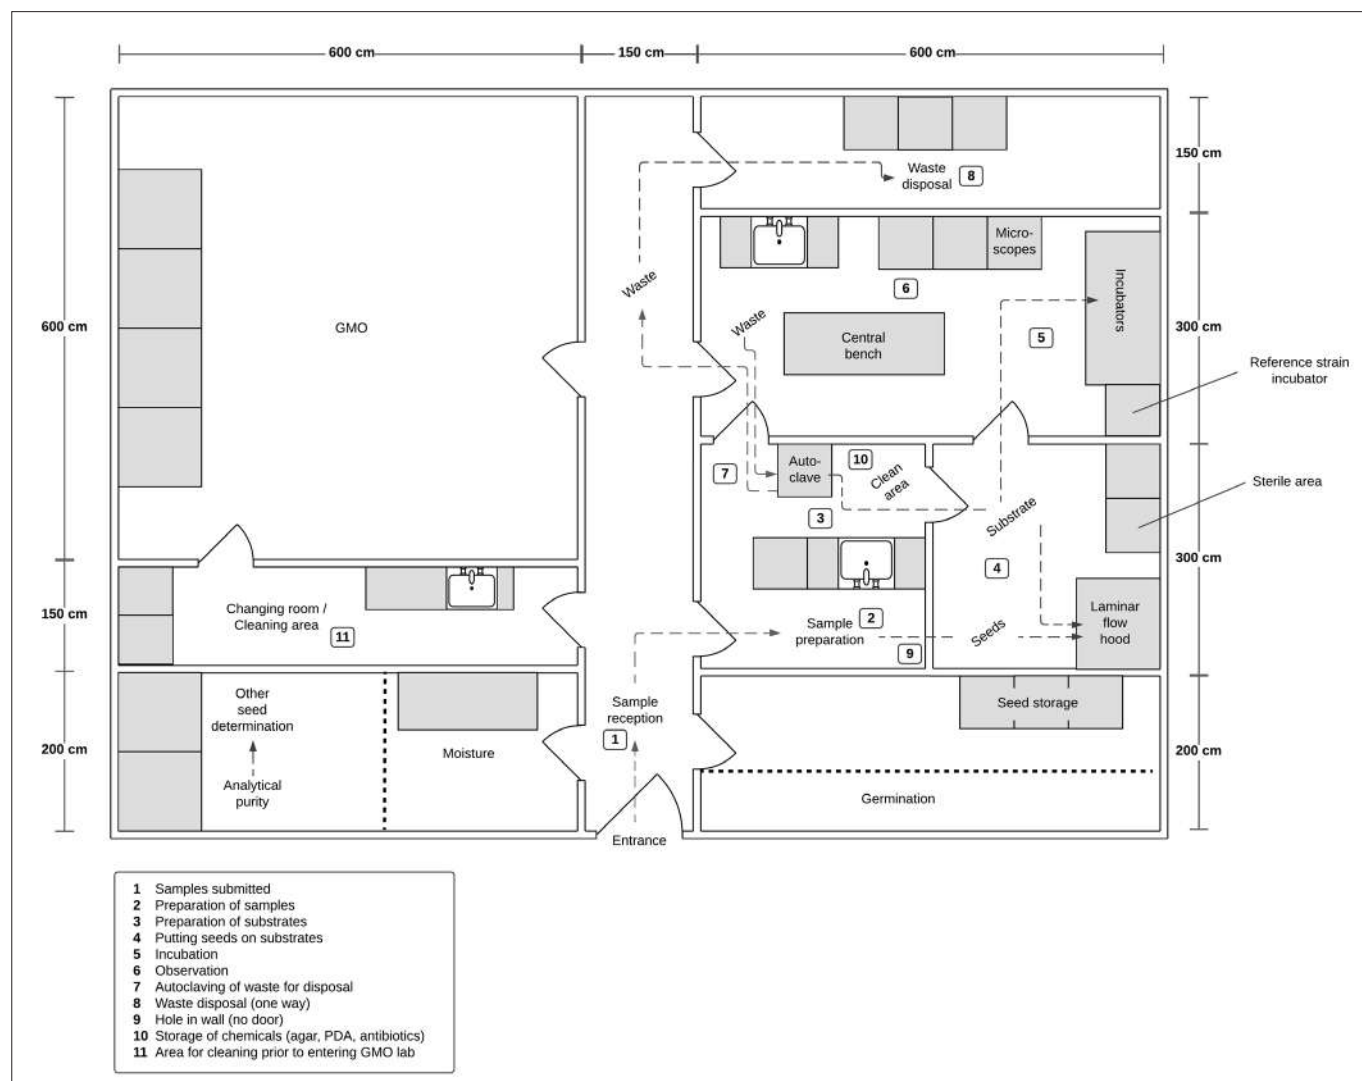 600 cm
150 cm
600 cm
150 cm
Waste
disposal
8
Micro-
scopes
Incubators
6
Waste
Waste
600 cm
GMO
Central
bench
5
300 cm
Reference strain
incubator
Auto-
clave
10
Clean
area
7
3
Sterile area
Substrate
4
300 cm
150 cm
Changing room /
Cleaning area
11
2
Sample
preparation
9
Seeds
Laminar
flow
hood
Other
seed
determination
Sample
reception
1
Seed storage
200 cm
Moisture
200 cm
Analytical
purity
Germination
Entrance
1 Samples submitted
2 Preparation of samples
3 Preparation of substrates
4 Putting seeds on substrates
5 Incubation
6 Observation
7 Autoclaving of waste for disposal
8 Waste disposal (one way)
9 Hole in wall (no door)
10 Storage of chemicals (agar, PDA, antibiotics)
11 Area for cleaning prior to entering GMO lab